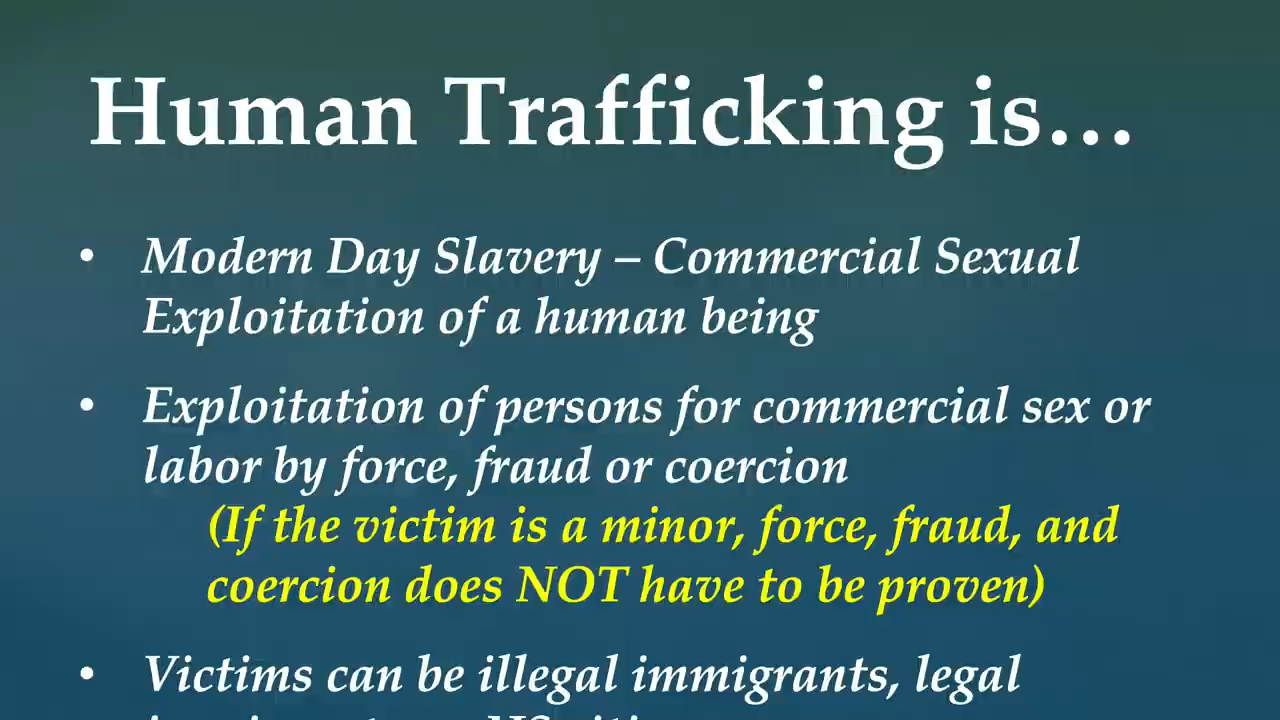 Human Trafficking is…
• Modern Day Slavery – Commercial Sexual
Exploitation of a human being
• Exploitation of persons for commercial sex or
labor by force, fraud or coercion
(If the victim is a minor, force, fraud, and
coercion does NOT have to be proven)
• Victims can be illegal immigrants, legal